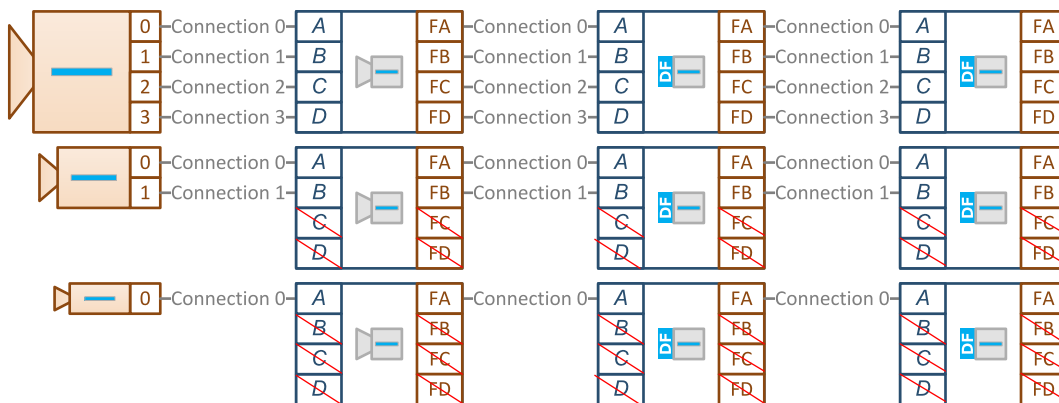 0 Connection 0 A FA Connection 0 A FA Connection 0 A FA
1 Connection 1 B FB Connection 1 B FB Connection 1 B FB
2 Connection 2 C FC Connection 2 C FC Connection 2 C FC
3 Connection 3 D FD Connection 3 D FD Connection 3 D FD
DF DF
0 Connection 0 A FA Connection 0 A FA Connection 0 A FA
1 Connection 1 B FB Connection 1 B FB Connection 1 B FB
C FC C FC C FC
D FD D FD D FD
DF DF
0 Connection 0 A FA Connection 0 A FA Connection 0 A FA
B FB B FB B FB
C FC C FC C FC
D FD D FD D FD
DF DF